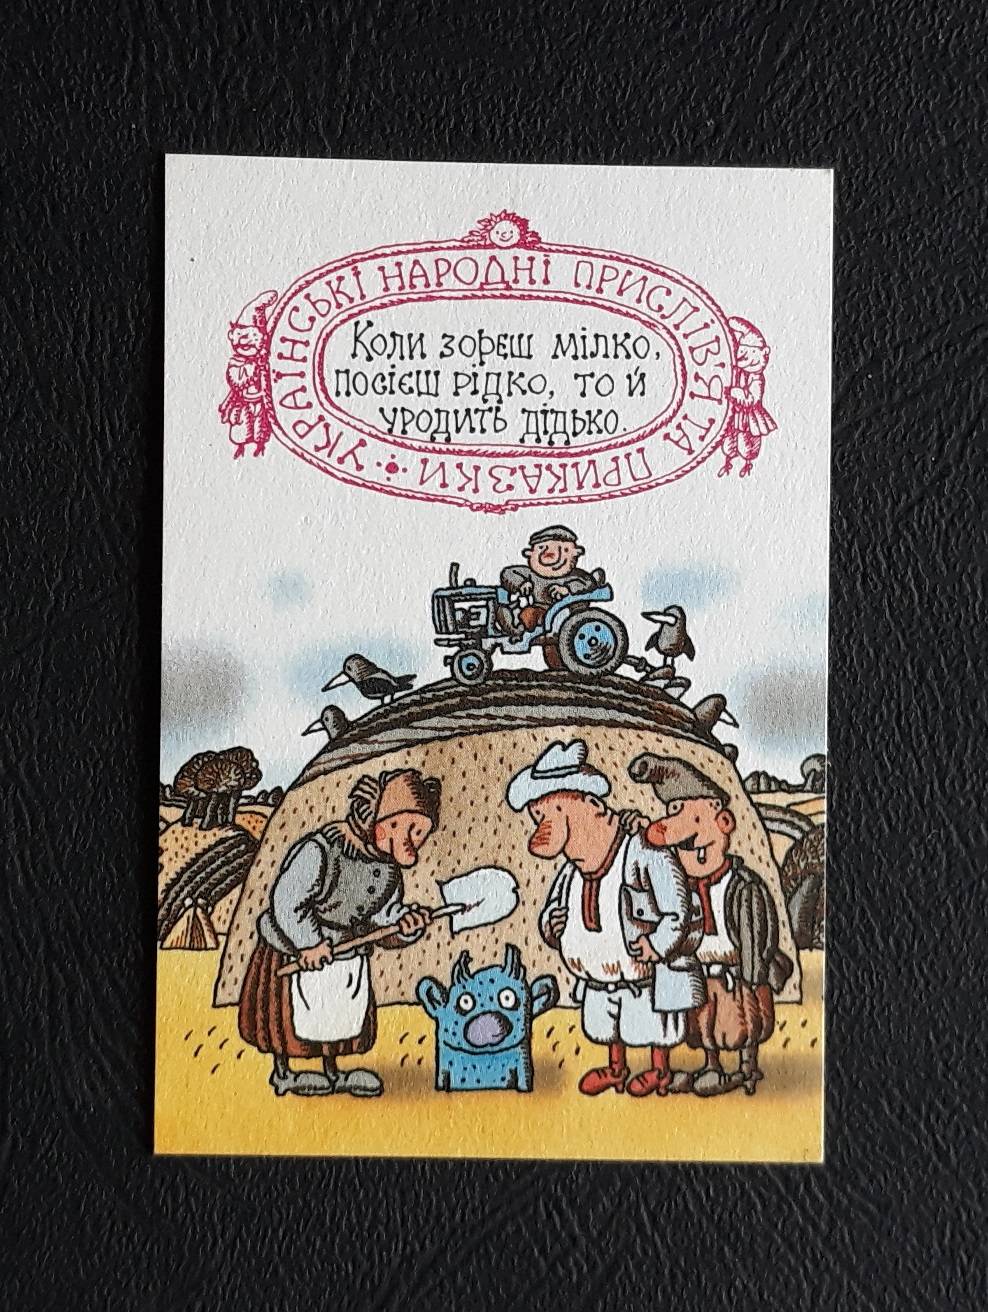 УКРАЇНСЬКІ НАРОДНІ ПРИСЛІВ'Я ТА ПРИКАЗКИ
Коли зореш мілко,
посієш рідко, то й
уродить дідько.